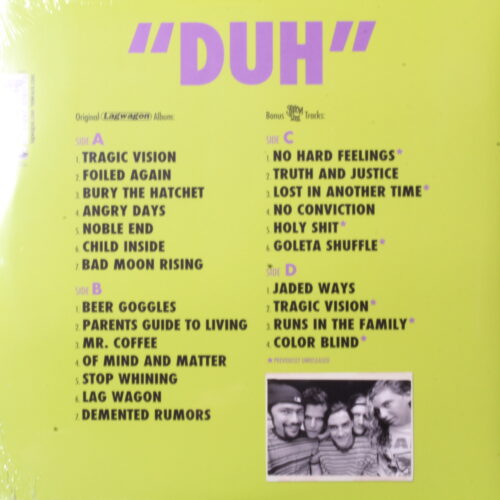 "DUH"
Original Lagwagon Album:
SIDE A
1. TRAGIC VISION
2. FOILED AGAIN
3. BURY THE HATCHET
4. ANGRY DAYS
5. NOBLE END
6. CHILD INSIDE
7. BAD MOON RISING
SIDE B
1. BEER GOGGLES
2. PARENTS GUIDE TO LIVING
3. MR. COFFEE
4. OF MIND AND MATTER
5. STOP WHINING
6. LAG WAGON
7. DEMENTED RUMORS
Bonus Tracks:
SIDE C
1. NO HARD FEELINGS*
2. TRUTH AND JUSTICE
3. LOST IN ANOTHER TIME*
4. NO CONVICTION
5. HOLY SHIT*
6. GOLETA SHUFFLE*
SIDE D
1. JADED WAYS
2. TRAGIC VISION*
3. RUNS IN THE FAMILY*
4. COLOR BLIND*
* PREVIOUSLY UNRELEASED